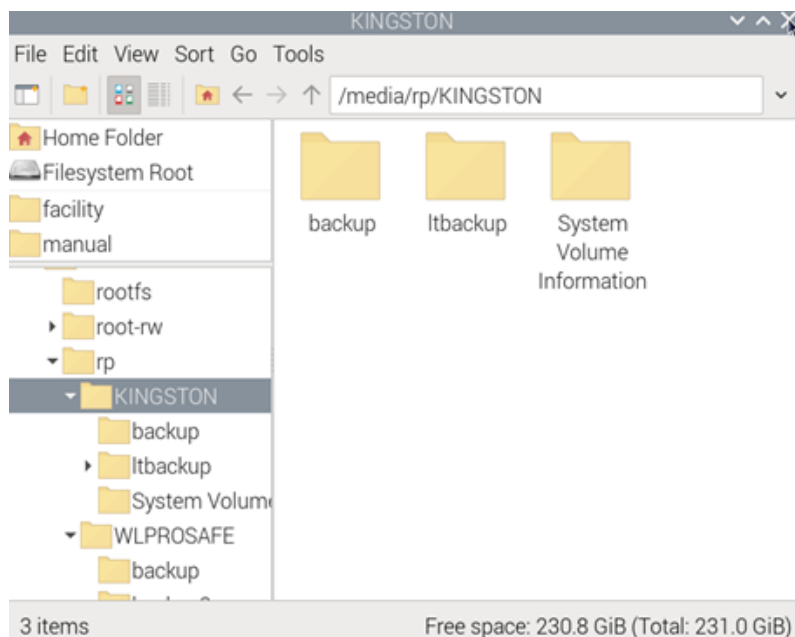 KINGSTON
File Edit View Sort Go Tools
/media/rp/KINGSTON
Home Folder
Filesystem Root
facility
manual
rootfs
root-rw
rp
KINGSTON
backup
ltbackup
System Volume
WLPROSAFE
backup
backup
ltbackup
System
Volume
Information
3 items
Free space: 230.8 GiB (Total: 231.0 GiB)